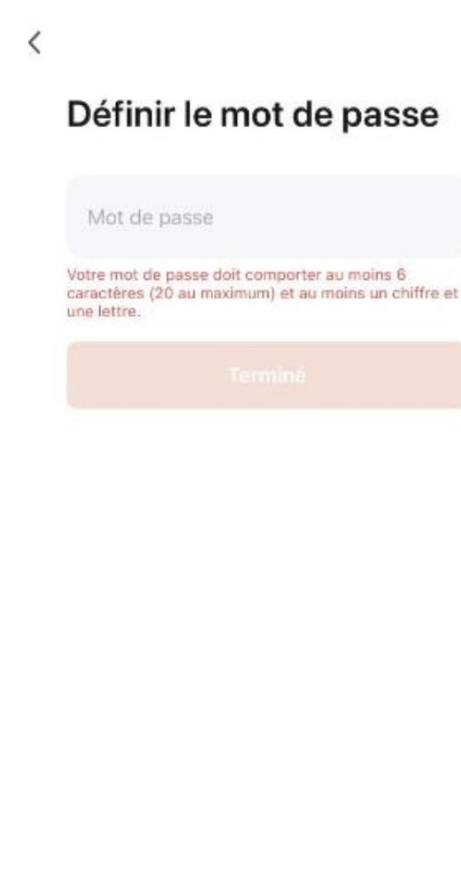 Définir le mot de passe
Mot de passe
Votre mot de passe doit comporter au moins 6
caractères (20 au maximum) et au moins un chiffre et
une lettre.
Terminé